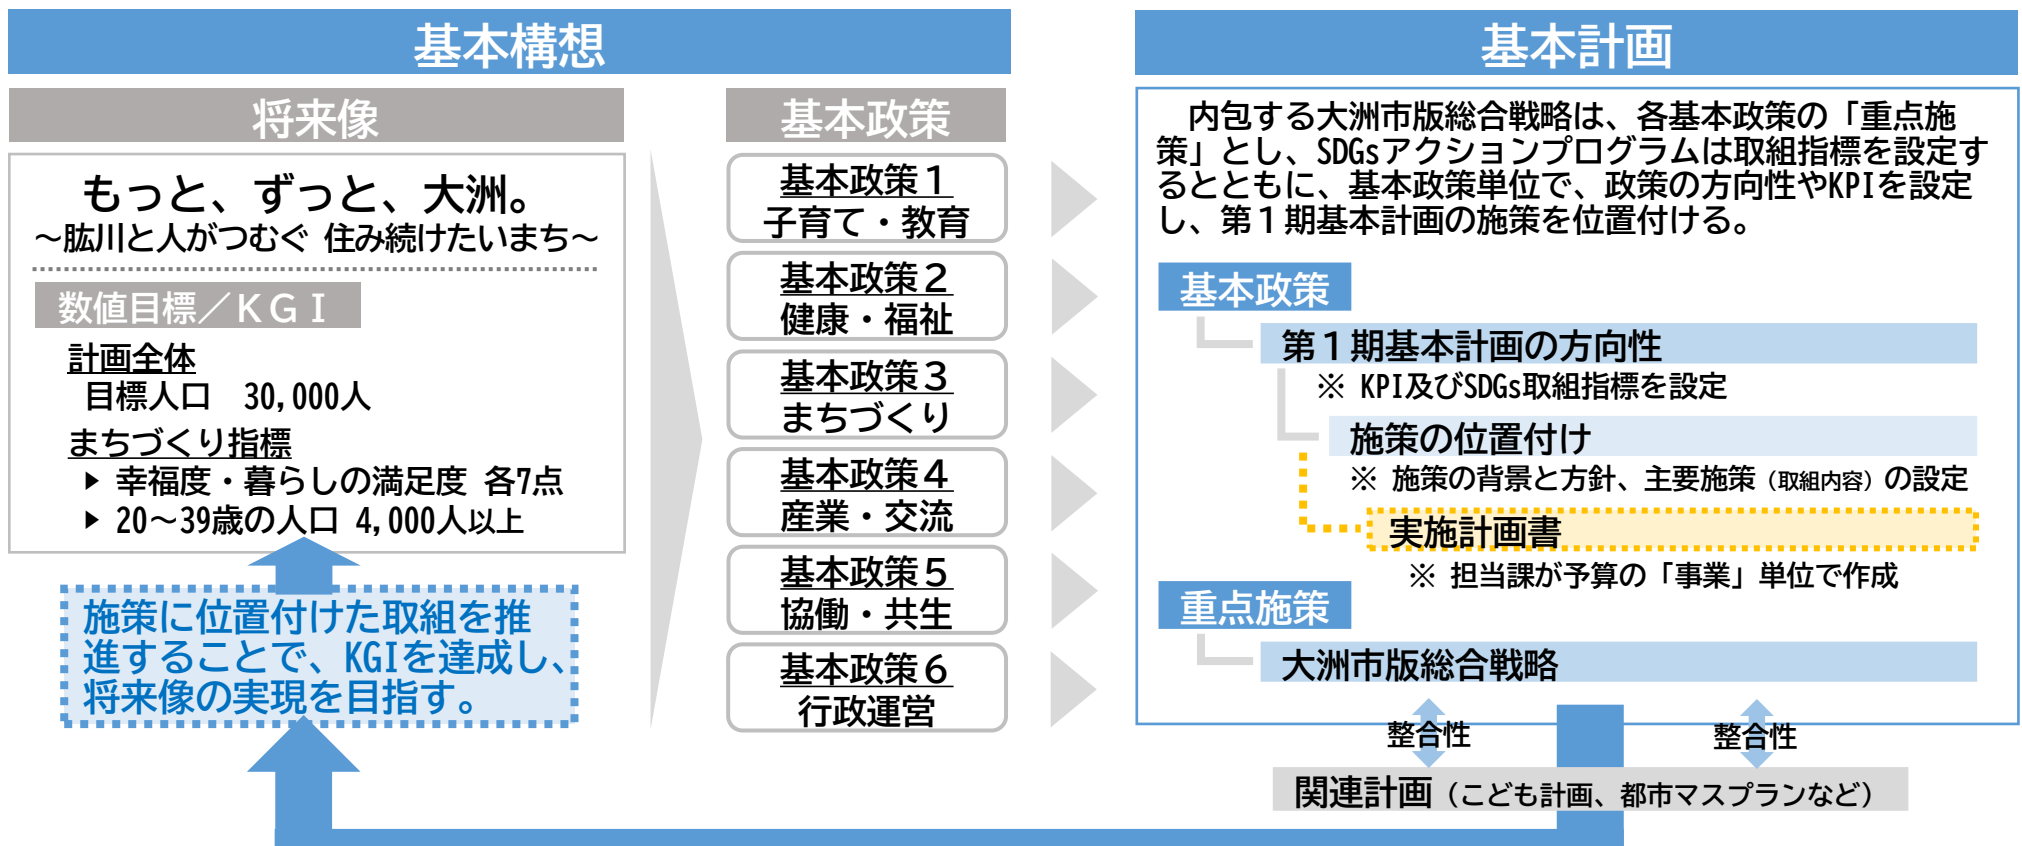 基本構想
将来像
もっと、ずっと、大洲。
～肱川と人がつむぐ 住み続けたいまち～
数値目標／ＫＧＩ
計画全体
目標人口　30,000人
まちづくり指標
▶ 幸福度・暮らしの満足度 各7点
▶ 20～39歳の人口 4,000人以上
施策に位置付けた取組を推
進することで、KGIを達成し、
将来像の実現を目指す。
基本政策
基本政策１
子育て・教育
基本政策２
健康・福祉
基本政策３
まちづくり
基本政策４
産業・交流
基本政策５
協働・共生
基本政策６
行政運営
基本計画
内包する大洲市版総合戦略は、各基本政策の「重点施
策」とし、SDGsアクションプログラムは取組指標を設定す
るとともに、基本政策単位で、政策の方向性やKPIを設定
し、第１期基本計画の施策を位置付ける。
基本政策
第１期基本計画の方向性
※ KPI及びSDGs取組指標を設定
施策の位置付け
※ 施策の背景と方針、主要施策（取組内容）の設定
実施計画書
※ 担当課が予算の「事業」単位で作成
重点施策
大洲市版総合戦略
整合性
整合性
関連計画（こども計画、都市マスプランなど）